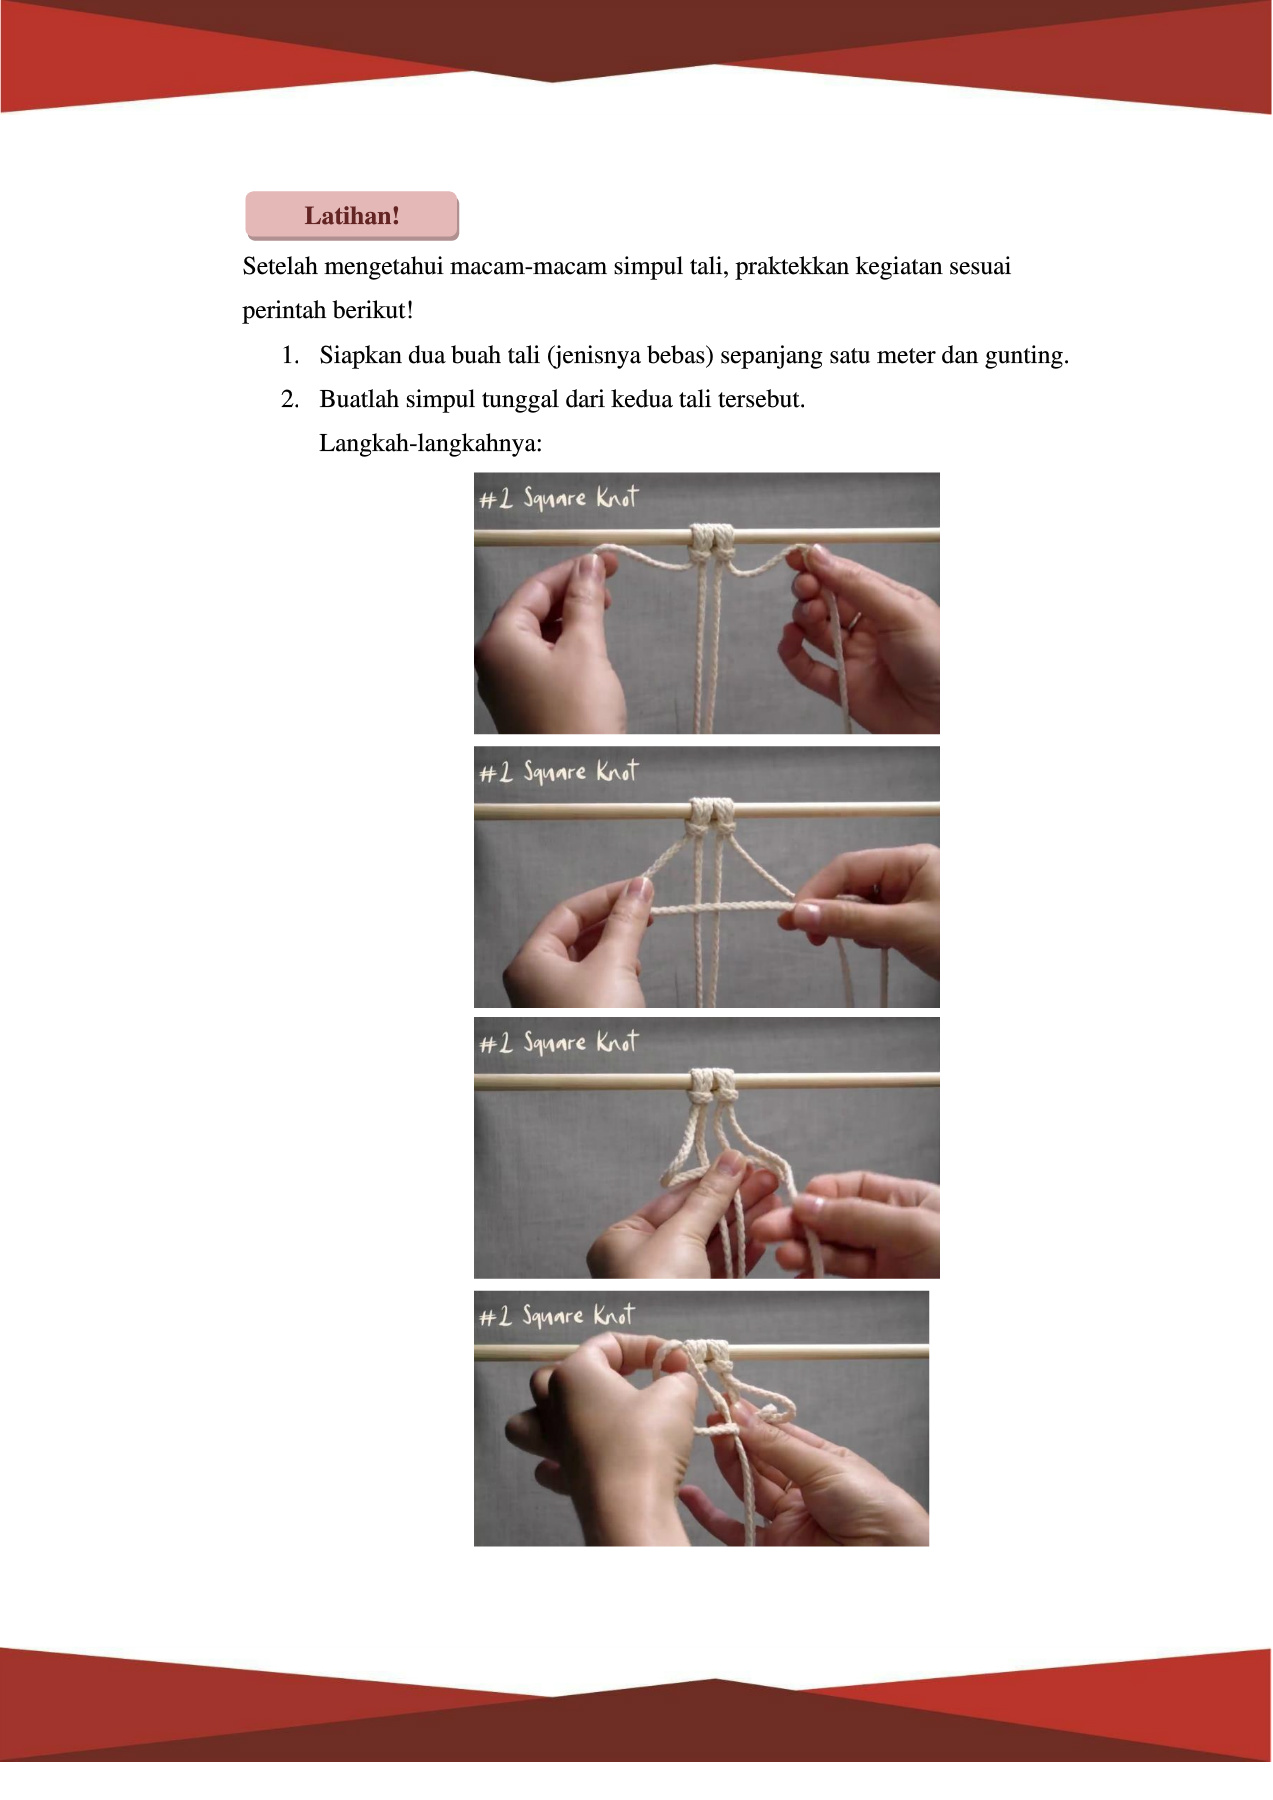 Latihan!
Setelah mengetahui macam-macam simpul tali, praktekkan kegiatan sesuai
perintah berikut!
1. Siapkan dua buah tali (jenisnya bebas) sepanjang satu meter dan gunting.
2. Buatlah simpul tunggal dari kedua tali tersebut.
Langkah-langkahnya:
#2 Square Knot
#2 Square Knot
#2 Square Knot
#2 Square Knot